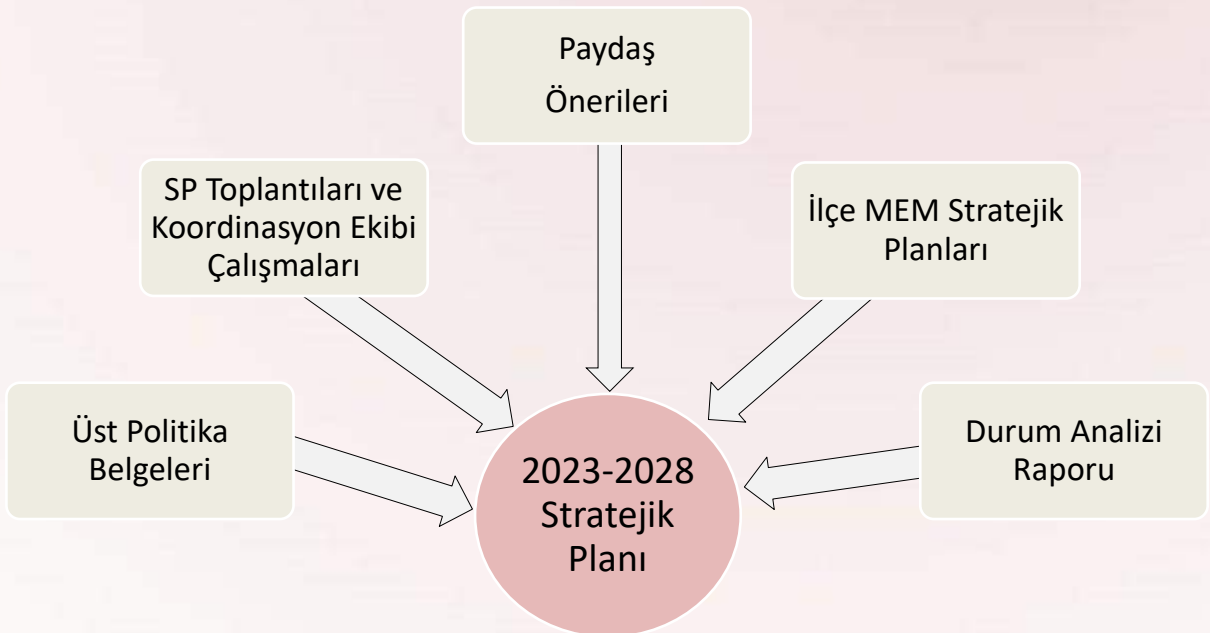 Paydaş
Önerileri
SP Toplantıları ve
Koordinasyon Ekibi
Çalışmaları
İlçe MEM Stratejik
Planları
Üst Politika
Belgeleri
Durum Analizi
Raporu
2023-2028
Stratejik
Planı